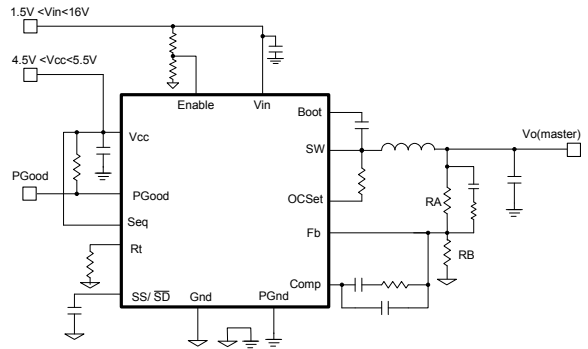 1.5V <Vin<16V
4.5V <Vcc<5.5V
Enable
Vin
Boot
Vcc
Vo(master)
SW
PGood
PGood
OCSet
RA
Seq
Fb
Rt
RB
Comp
SS/ SD
Gnd
PGnd